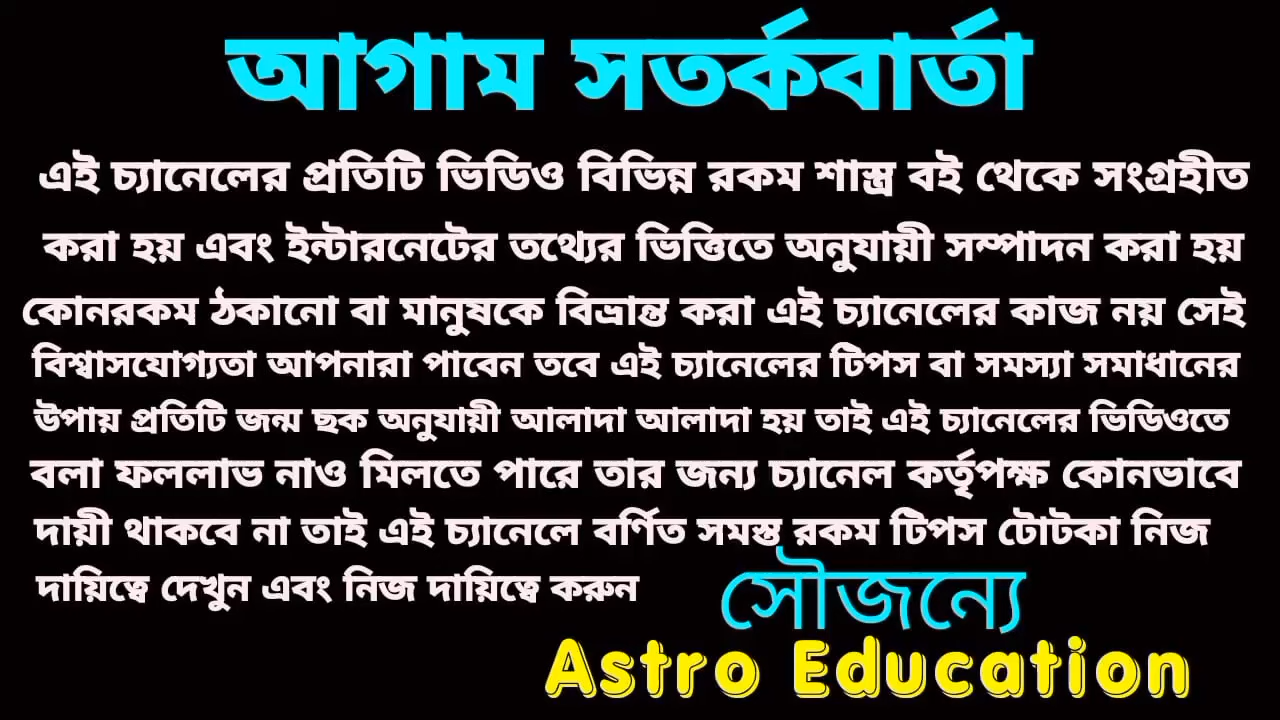 আগাম সতর্কবার্তা
এই চ্যানেলের প্রতিটি ভিডিও বিভিন্ন রকম শাস্ত্র বই থেকে সংগ্রহীত
করা হয় এবং ইন্টারনেটের তথ্যের ভিত্তিতে অনুযায়ী সম্পাদন করা হয়
কোনরকম ঠকানো বা মানুষকে বিভ্রান্ত করা এই চ্যানেলের কাজ নয় সেই
বিশ্বাসযোগ্যতা আপনারা পাবেন তবে এই চ্যানেলের টিপস বা সমস্যা সমাধানের
উপায় প্রতিটি জন্ম ছক অনুযায়ী আলাদা আলাদা হয় তাই এই চ্যানেলের ভিডিওতে
বলা ফললাভ নাও মিলতে পারে তার জন্য চ্যানেল কর্তৃপক্ষ কোনভাবে
দায়ী থাকবে না তাই এই চ্যানেলে বর্ণিত সমস্ত রকম টিপস টোটকা নিজ
দায়িত্বে দেখুন এবং নিজ দায়িত্বে করুন
সৌজন্যে
Astro Education